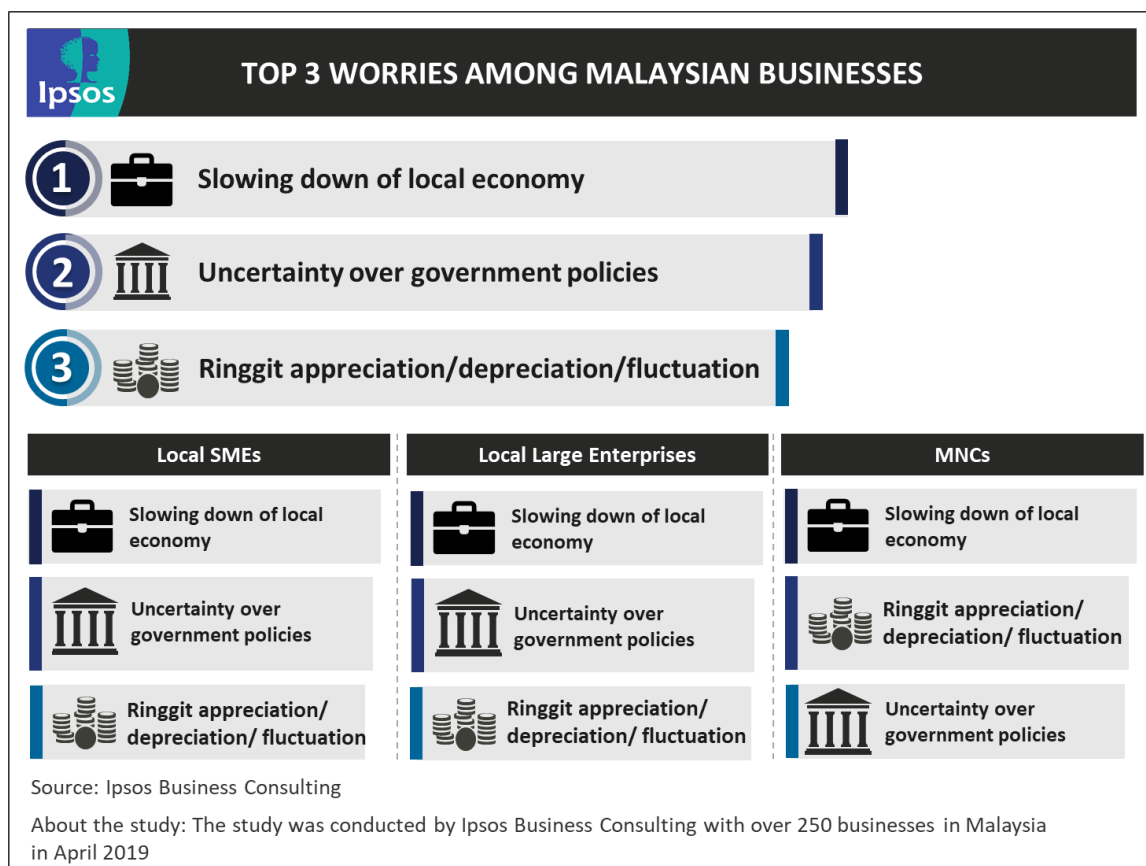 Ipsos
TOP 3 WORRIES AMONG MALAYSIAN BUSINESSES
1
Slowing down of local economy
2
Uncertainty over government policies
3
Ringgit appreciation/depreciation/fluctuation
Local SMEs
Slowing down of local
economy
Uncertainty over
government policies
Ringgit appreciation/
depreciation/ fluctuation
Local Large Enterprises
Slowing down of local
economy
Uncertainty over
government policies
Ringgit appreciation/
depreciation/ fluctuation
MNCs
Slowing down of local
economy
Ringgit appreciation/
depreciation/ fluctuation
Uncertainty over
government policies
Source: Ipsos Business Consulting
About the study: The study was conducted by Ipsos Business Consulting with over 250 businesses in Malaysia
in April 2019